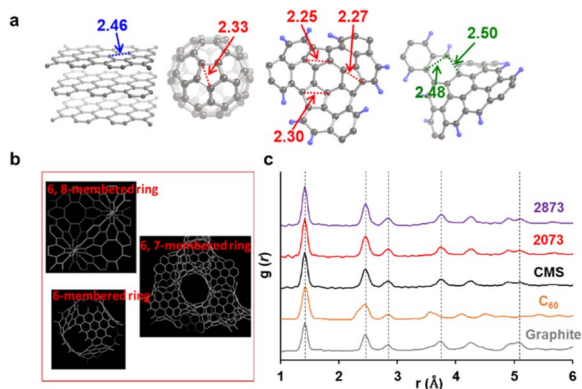 a
2.46
2.33
2.25
2.27
2.30
2.50
2.48
b
6, 8-membered ring
6, 7-membered ring
6-membered ring
c
g (r)
2873
2073
CMS
C₆₀
Graphite
1 2 3 4 5 6
r (Å)